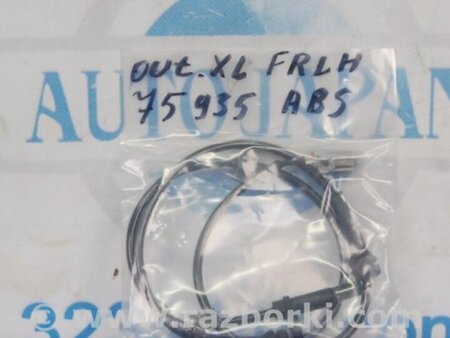 out.XL FRLH
75935 ABS
AUTOJAPAN
www.razborki.com